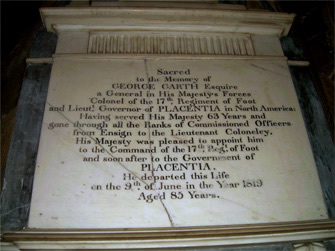 Sacred
to the Memory of
GEORGE GARTH Esquire
a General in His Majesty's Forces
Colonel of the 17th: Regiment of Foot
and Lieut: Governor of PLACENTIA in North America:
Having served His Majesty 63 Years and
gone through all the Ranks of Commissioned Officers
from Ensign to the Lieutenant Coloneley,
His Majesty was pleased to appoint him
to the Command of the 17th Reg: of Foot
and soon after to the Government of
PLACENTIA.
He departed this Life
on the 9th of June in the Year 1819
Aged 85 Years.